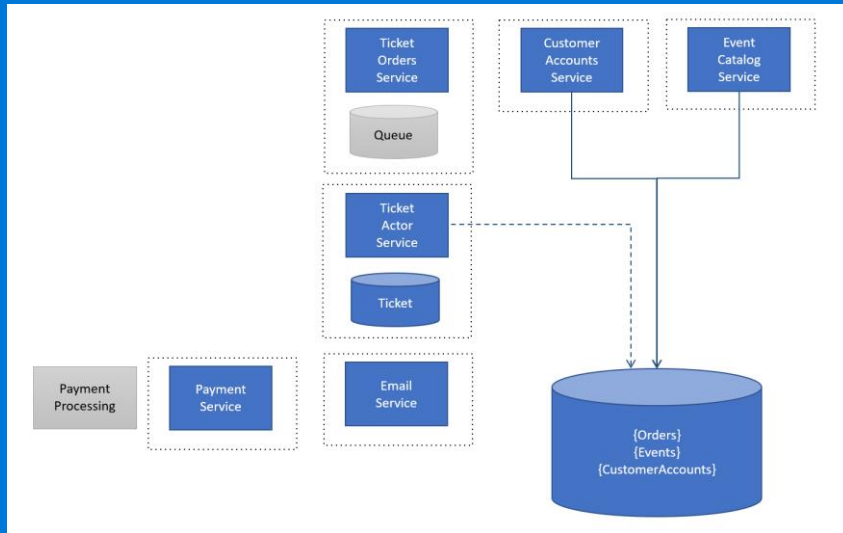 Ticket
Orders
Service
Customer
Accounts
Service
Event
Catalog
Service
Queue
Ticket
Actor
Service
Ticket
Payment
Processing
Payment
Service
Email
Service
{Orders}
{Events}
{CustomerAccounts}